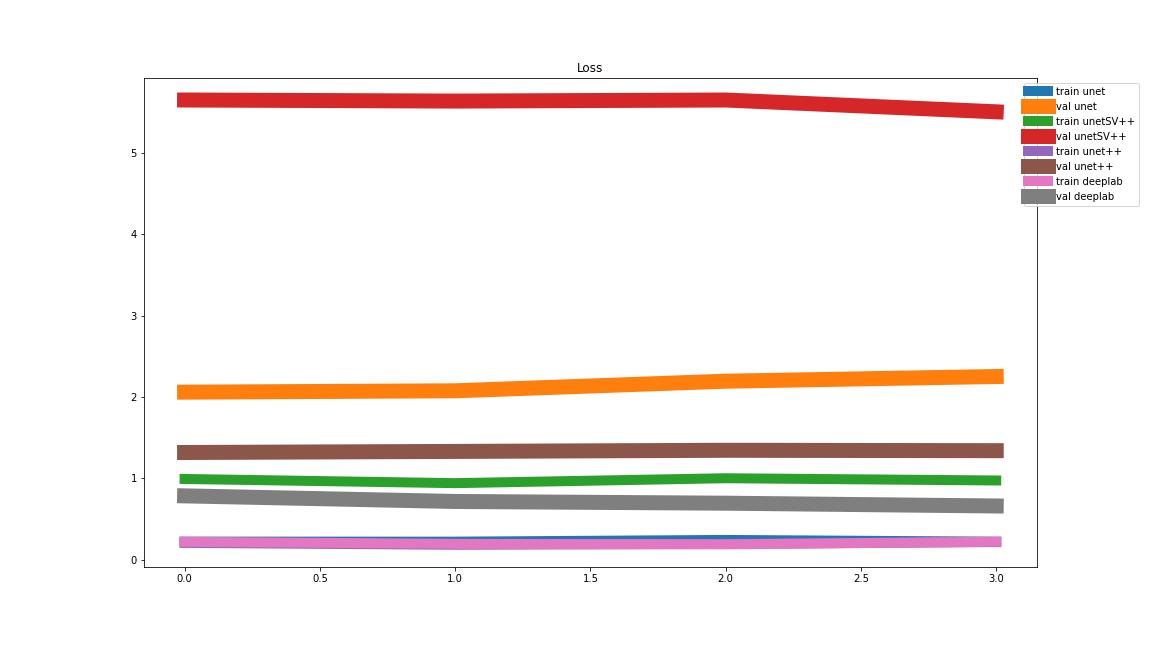 Loss
train unet
val unet
train unetSV++
val unetSV++
train unet++
val unet++
train deeplab
val deeplab
5
4
3
2
1
0
0.0 0.5 1.0 1.5 2.0 2.5 3.0